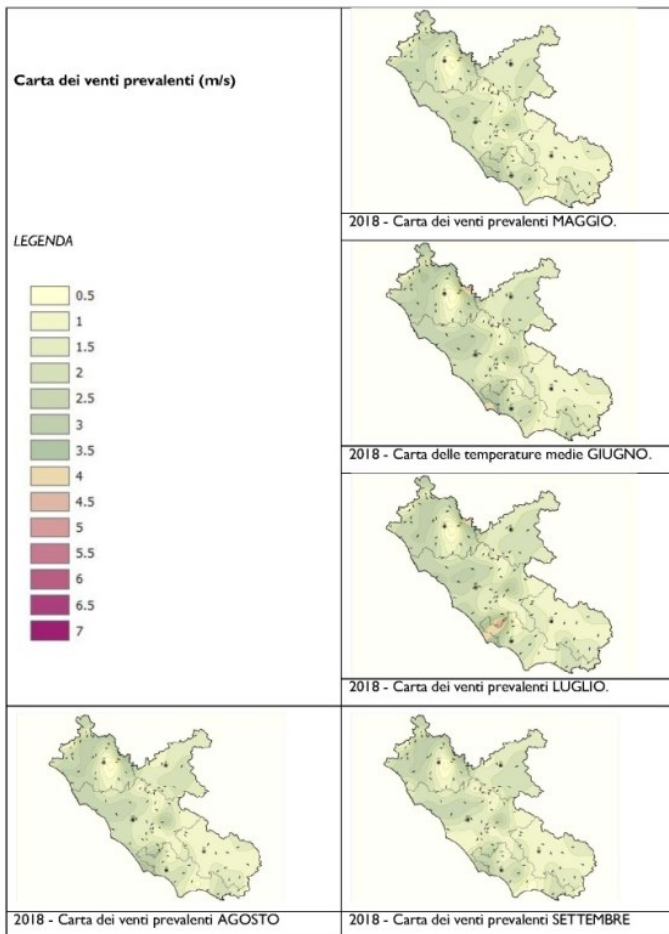 Carta dei venti prevalenti (m/s)
LEGENDA
0.5
1
1.5
2
2.5
3
3.5
4
4.5
5
5.5
6
6.5
7
2018 - Carta dei venti prevalenti MAGGIO.
2018 - Carta delle temperature medie GIUGNO.
2018 - Carta dei venti prevalenti LUGLIO.
2018 - Carta dei venti prevalenti AGOSTO
2018 - Carta dei venti prevalenti SETTEMBRE